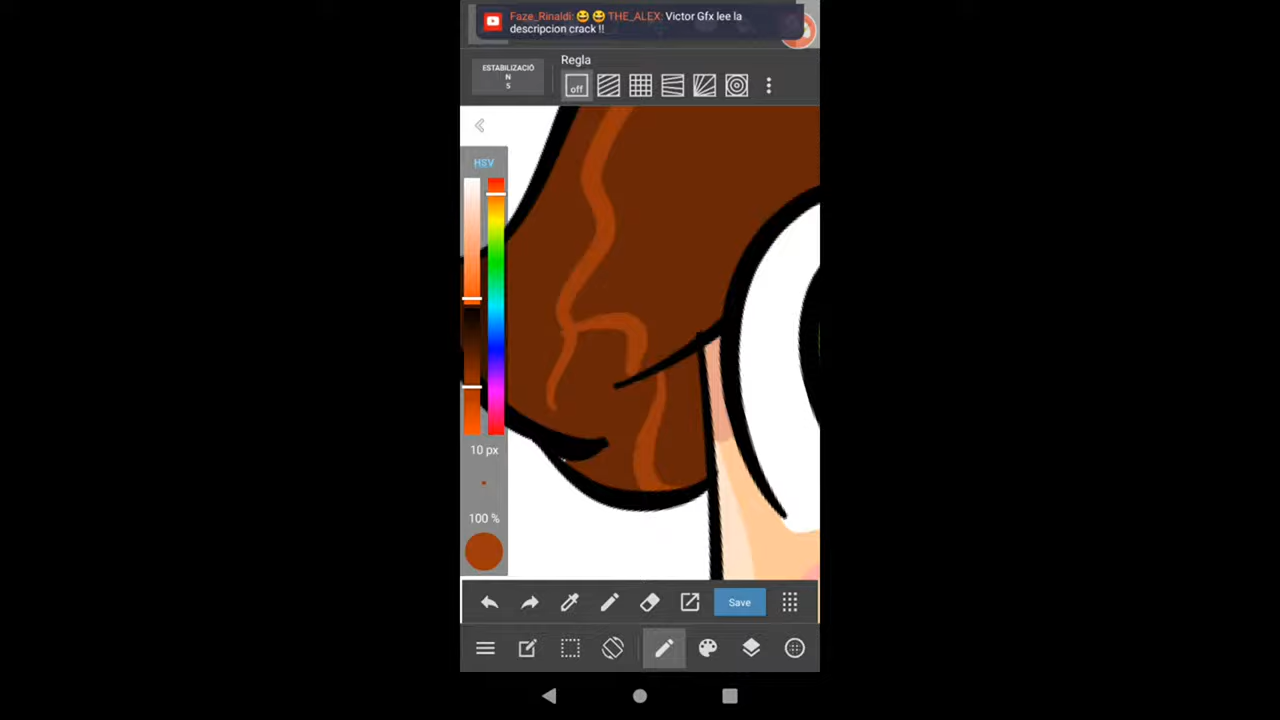 Faze_Rinaldi: 😆 😆 THE_ALEX: Victor Gfx lee la
descripcion crack !!
Regla
ESTABILIZACIÓ
N
5
off
HSV
10 px
100 %
Save